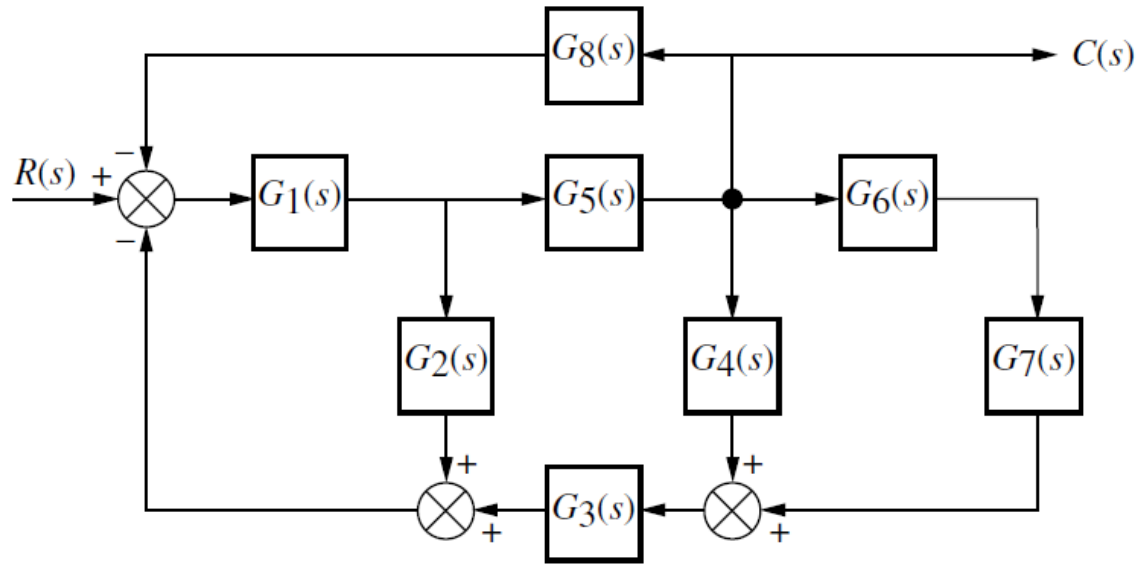 G8(s)
C(s)
−
R(s)
+
G1(s)
G5(s)
G6(s)
−
G2(s)
G4(s)
G7(s)
+
+
G3(s)
+
+